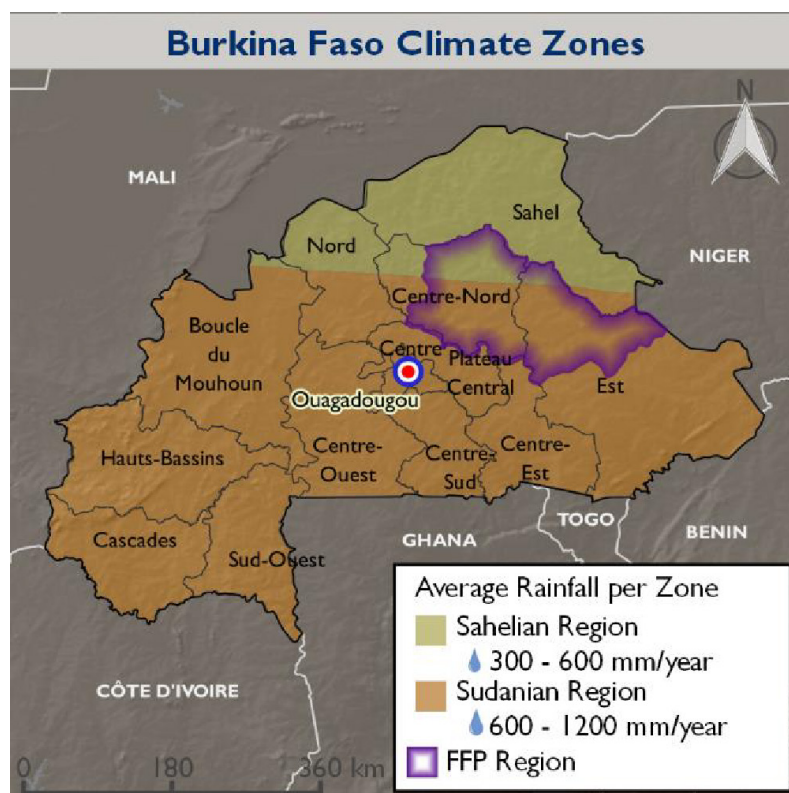 Burkina Faso Climate Zones
N
MALI
Sahel
Nord
NIGER
Centre-Nord
Boucle
du
Mouhoun
Centre
Plateau
Central
Est
Ouagadougou
Hauts-Bassins
Centre-
Ouest
Centre-
Sud
Centre-
Est
Cascades
Sud-Ouest
GHANA
TOGO
BENIN
CÔTE D'IVOIRE
Average Rainfall per Zone
Sahelian Region
300 - 600 mm/year
Sudanian Region
600 - 1200 mm/year
FFP Region
0 180 360 km